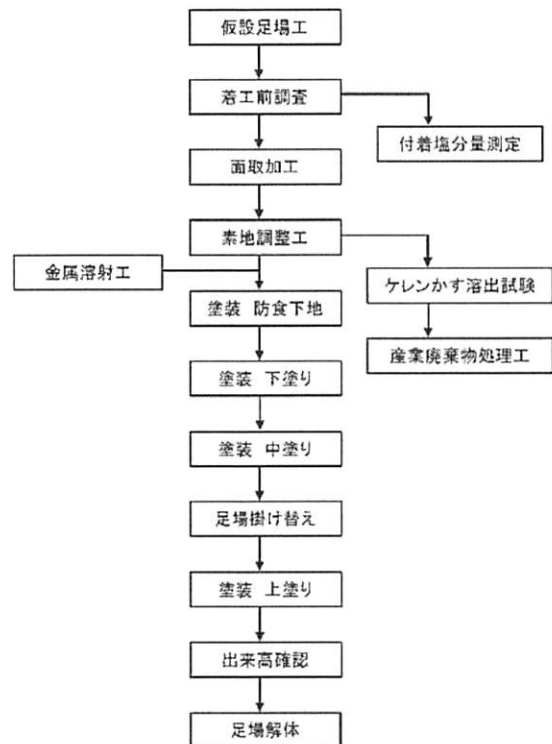 仮設足場工
着工前調査
付着塩分量測定
面取加工
素地調整工
金属溶射工
ケレンかす溶出試験
塗装 防食下地
産業廃棄物処理工
塗装 下塗り
塗装 中塗り
足場掛け替え
塗装 上塗り
出来高確認
足場解体